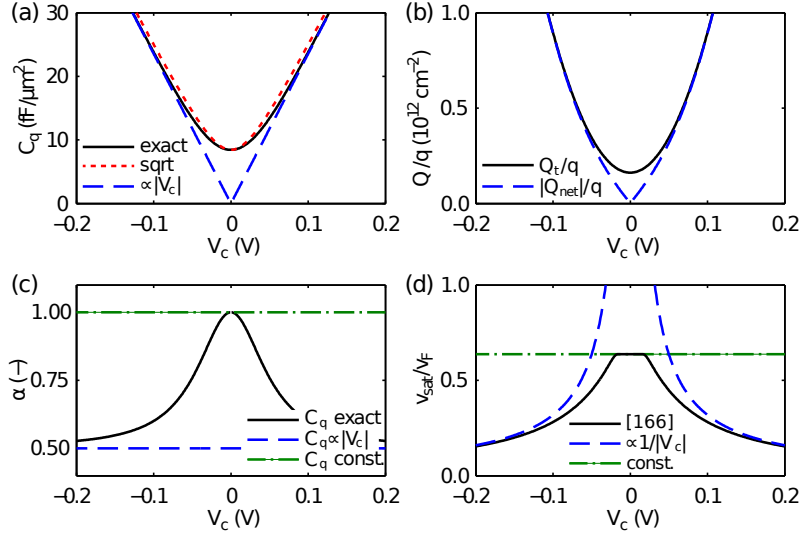 (a)
30
20
10
0
C_q (fF/μm²)
exact
sqrt
∝|V_c|
−0.2 −0.1 0 0.1 0.2
V_c (V)
(b)
1.0
0.5
0.0
Q/q (10¹² cm⁻²)
Q_t/q
|Q_net|/q
−0.2 −0.1 0 0.1 0.2
V_c (V)
(c)
1.00
0.75
0.50
α (−)
C_q exact
C_q∝|V_c|
C_q const.
−0.2 −0.1 0 0.1 0.2
V_c (V)
(d)
1.0
0.5
0.0
v_sat/v_F
[166]
∝1/|V_c|
const.
−0.2 −0.1 0 0.1 0.2
V_c (V)